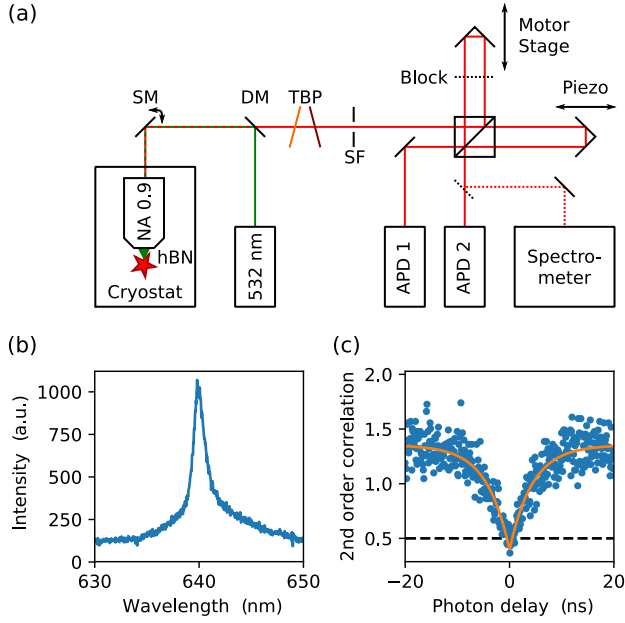 (a)
Motor
Stage
Block
Piezo
SM
DM
TBP
SF
NA 0.9
hBN
Cryostat
532 nm
APD 1
APD 2
Spectro-
meter
(b)
1000
750
500
250
0
630
640
650
Intensity (a.u.)
Wavelength (nm)
(c)
2.0
1.5
1.0
0.5
−20
0
20
2nd order correlation
Photon delay (ns)